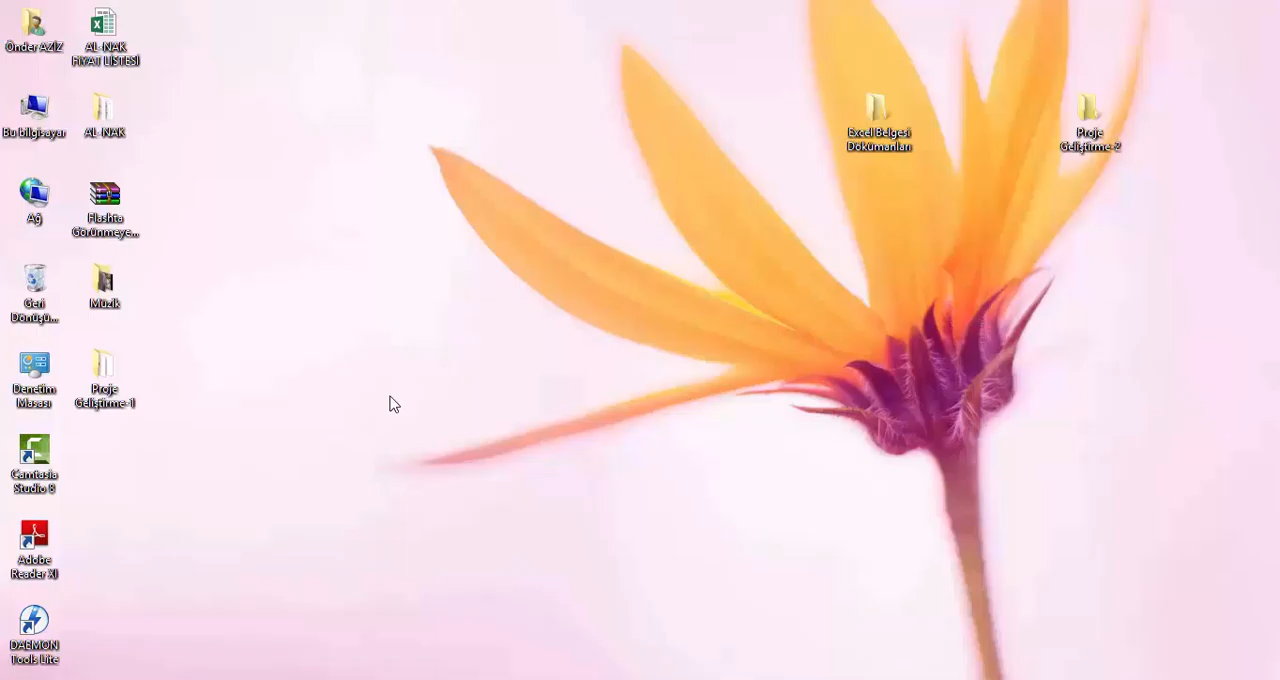 Önder AZİZ
AL-NAK
FİYAT LİSTESİ
Bu bilgisayar
AL-NAK
Excel Belgesi
Dökümanları
Proje
Geliştirme-2
Ağ
Flashta
Görünmeye...
Geri
Dönüşü...
Müzik
Denetim
Masası
Proje
Geliştirme-1
Camtasia
Studio 8
Adobe
Reader XI
DAEMON
Tools Lite